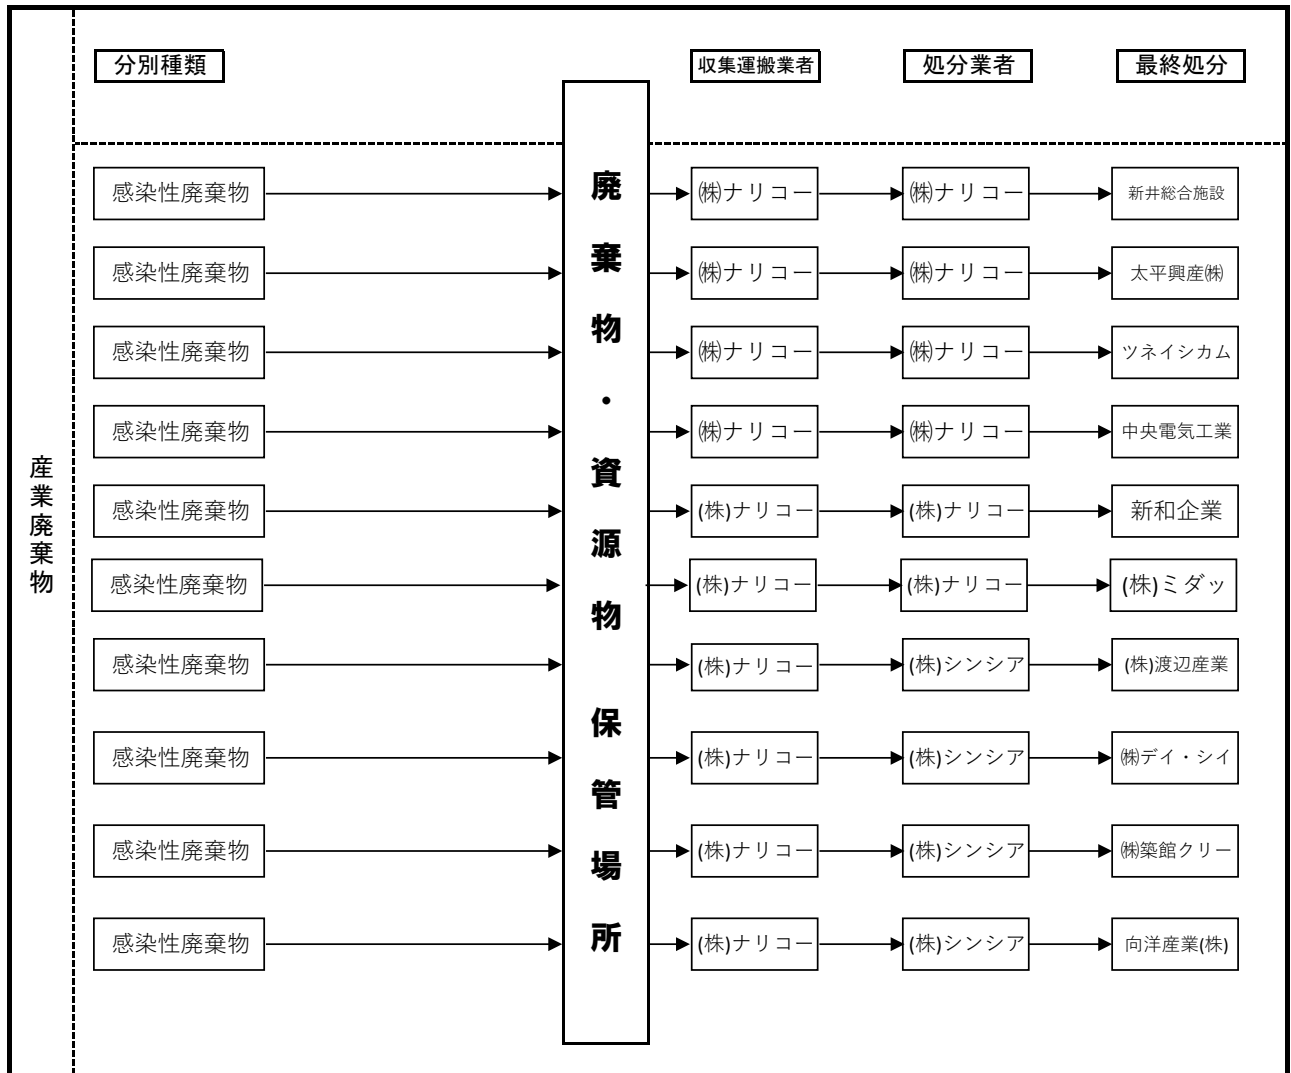 分別種類
収集運搬業者
処分業者
最終処分
産業廃棄物
廃棄物・資源物 保管場所
感染性廃棄物
㈱ナリコー
㈱ナリコー
新井総合施設
感染性廃棄物
㈱ナリコー
㈱ナリコー
太平興産㈱
感染性廃棄物
㈱ナリコー
㈱ナリコー
ツネイシカム
感染性廃棄物
㈱ナリコー
㈱ナリコー
中央電気工業
感染性廃棄物
(株)ナリコー
(株)ナリコー
新和企業
感染性廃棄物
(株)ナリコー
(株)ナリコー
(株)ミダッ
感染性廃棄物
(株)ナリコー
(株)シンシア
(株)渡辺産業
感染性廃棄物
(株)ナリコー
(株)シンシア
㈱デイ・シイ
感染性廃棄物
(株)ナリコー
(株)シンシア
㈱築館クリー
感染性廃棄物
(株)ナリコー
(株)シンシア
向洋産業(株)